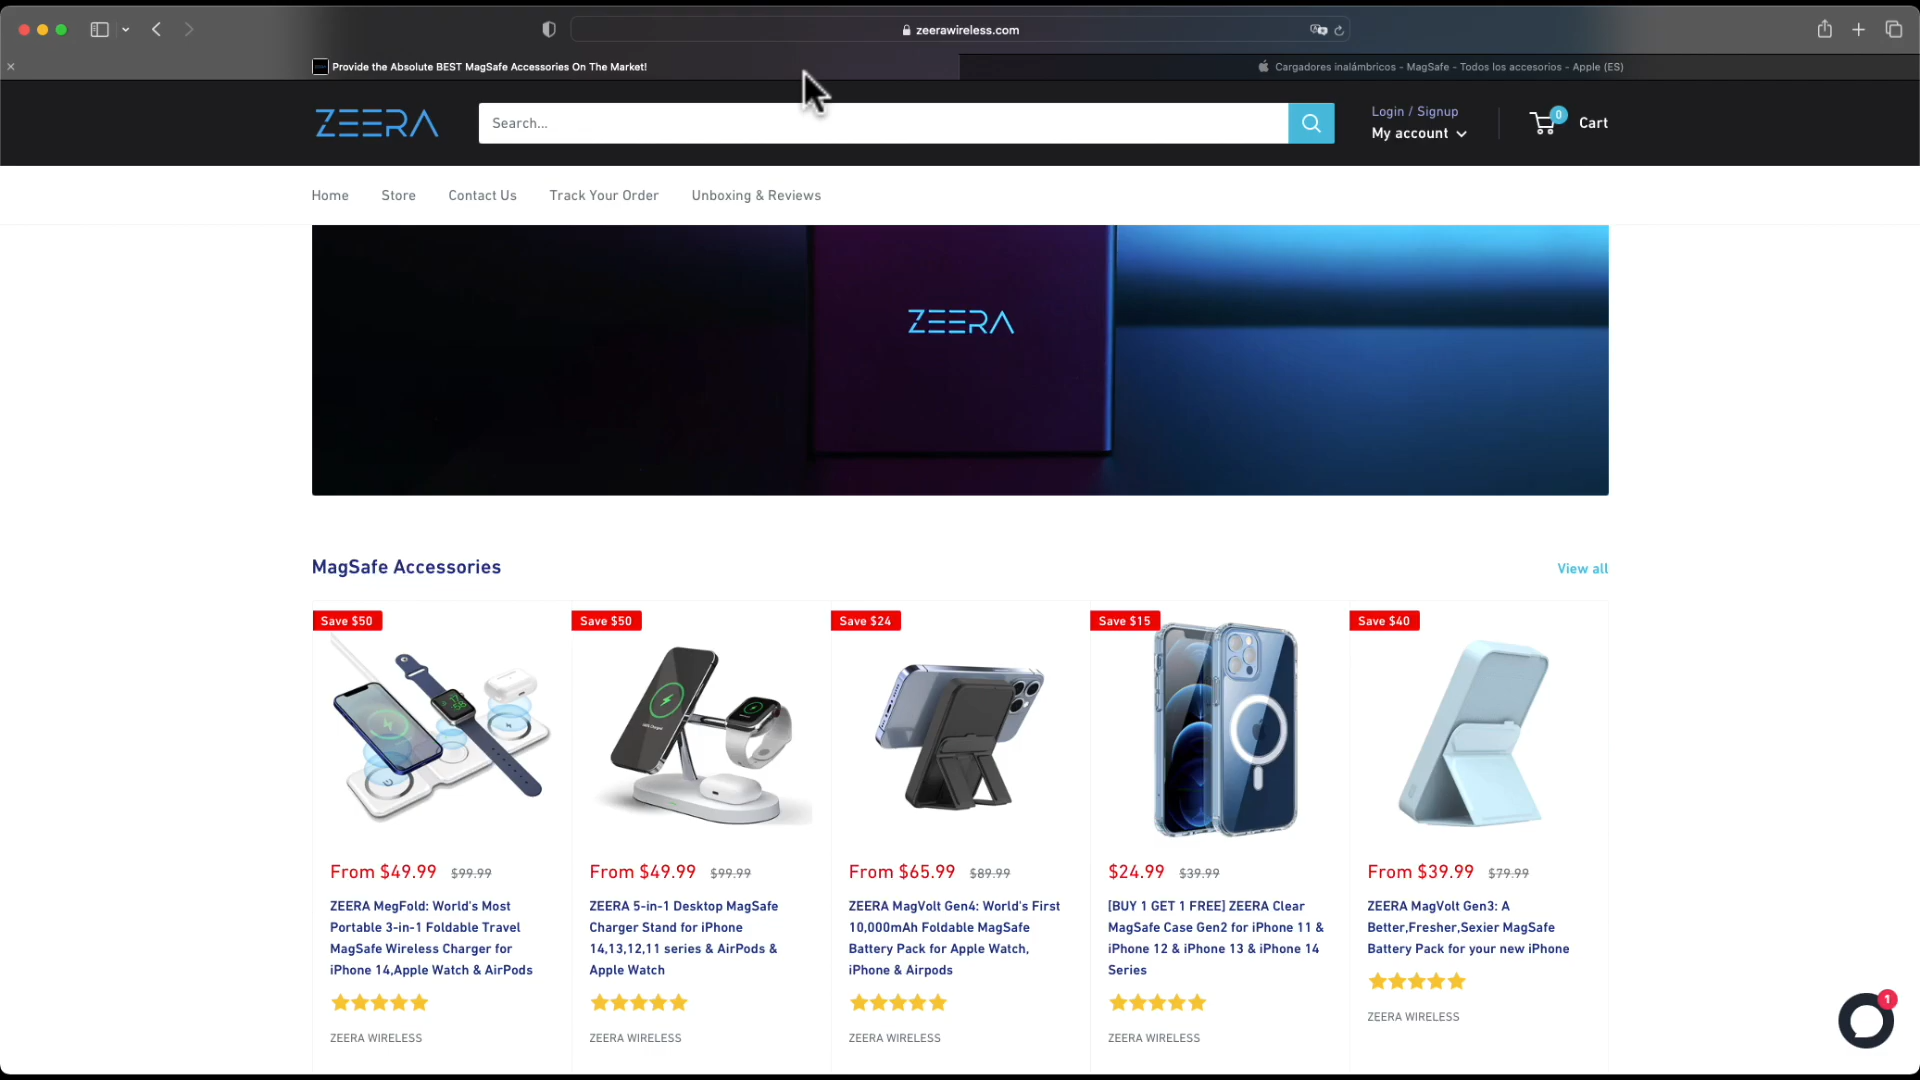 zeerawireless.com
Provide the Absolute BEST MagSafe Accessories On The Market!
Cargadores inalámbricos - MagSafe - Todos los accesorios - Apple (ES)
ZEERA
Search...
Login / Signup
My account
0
Cart
Home
Store
Contact Us
Track Your Order
Unboxing & Reviews
ZEERA
MagSafe Accessories
View all
Save $50
Save $50
Save $24
Save $15
Save $40
From $49.99 $99.99
ZEERA MegFold: World's Most
Portable 3-in-1 Foldable Travel
MagSafe Wireless Charger for
iPhone 14,Apple Watch & AirPods
ZEERA WIRELESS
From $49.99 $99.99
ZEERA 5-in-1 Desktop MagSafe
Charger Stand for iPhone
14,13,12,11 series & AirPods &
Apple Watch
ZEERA WIRELESS
From $65.99 $89.99
ZEERA MagVolt Gen4: World's First
10,000mAh Foldable MagSafe
Battery Pack for Apple Watch,
iPhone & Airpods
ZEERA WIRELESS
$24.99 $39.99
[BUY 1 GET 1 FREE] ZEERA Clear
MagSafe Case Gen2 for iPhone 11 &
iPhone 12 & iPhone 13 & iPhone 14
Series
ZEERA WIRELESS
From $39.99 $79.99
ZEERA MagVolt Gen3: A
Better,Fresher,Sexier MagSafe
Battery Pack for your new iPhone
ZEERA WIRELESS
1